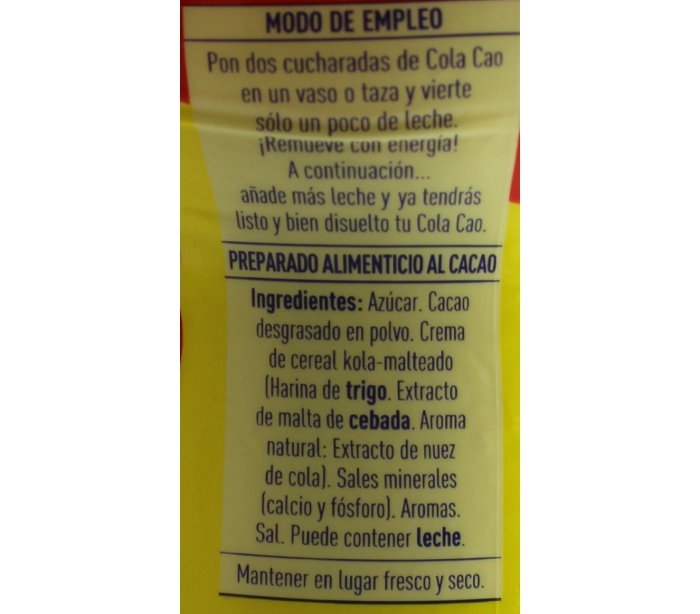 MODO DE EMPLEO
Pon dos cucharadas de Cola Cao
en un vaso o taza y vierte
sólo un poco de leche.
¡Remueve con energía!
A continuación...
añade más leche y ya tendrás
listo y bien disuelto tu Cola Cao.
PREPARADO ALIMENTICIO AL CACAO
Ingredientes: Azúcar. Cacao
desgrasado en polvo. Crema
de cereal kola-malteado
(Harina de trigo. Extracto
de malta de cebada. Aroma
natural: Extracto de nuez
de cola). Sales minerales
(calcio y fósforo). Aromas.
Sal. Puede contener leche.
Mantener en lugar fresco y seco.